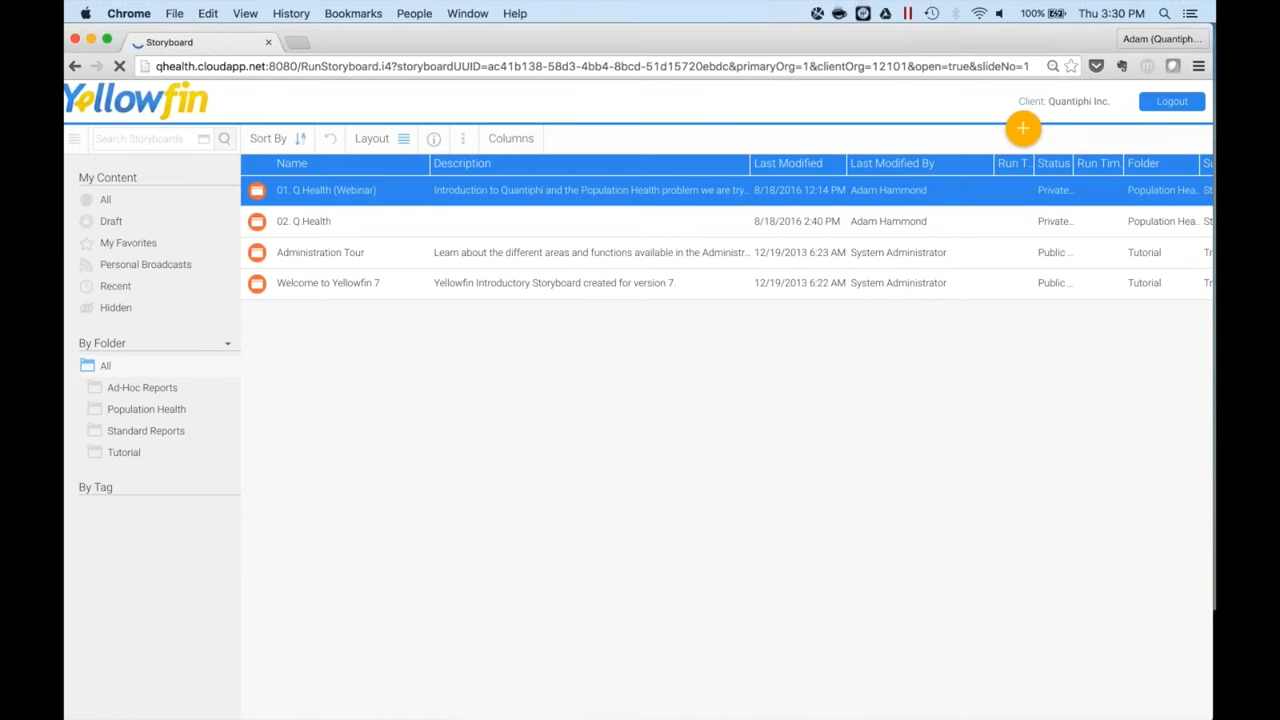 Chrome File Edit View History Bookmarks People Window Help 100% Thu 3:30 PM
Storyboard Adam (Quantiph...
qhealth.cloudapp.net:8080/RunStoryboard.i4?storyboardUUID=ac41b138-58d3-4bb4-8bcd-51d15720ebdc&primaryOrg=1&clientOrg=12101&open=true&slideNo=1
Yellowfin Client: Quantiphi Inc. Logout
Search Storyboards Sort By Layout Columns
Name Description Last Modified Last Modified By Run T... Status Run Tim Folder Su
01. Q.Health (Webinar) Introduction to Quantiphi and the Population Health problem we are try... 8/18/2016 12:14 PM Adam Hammond Private... Population Hea.. St
02. Q.Health 8/18/2016 2:40 PM Adam Hammond Private... Population Hea.. St
Administration Tour Learn about the different areas and functions available in the Administr... 12/19/2013 6:23 AM System Administrator Public ... Tutorial Tr
Welcome to Yellowfin 7 Yellowfin Introductory Storyboard created for version 7. 12/19/2013 6:22 AM System Administrator Public ... Tutorial Tr
My Content
All
Draft
My Favorites
Personal Broadcasts
Recent
Hidden
By Folder
All
Ad-Hoc Reports
Population Health
Standard Reports
Tutorial
By Tag